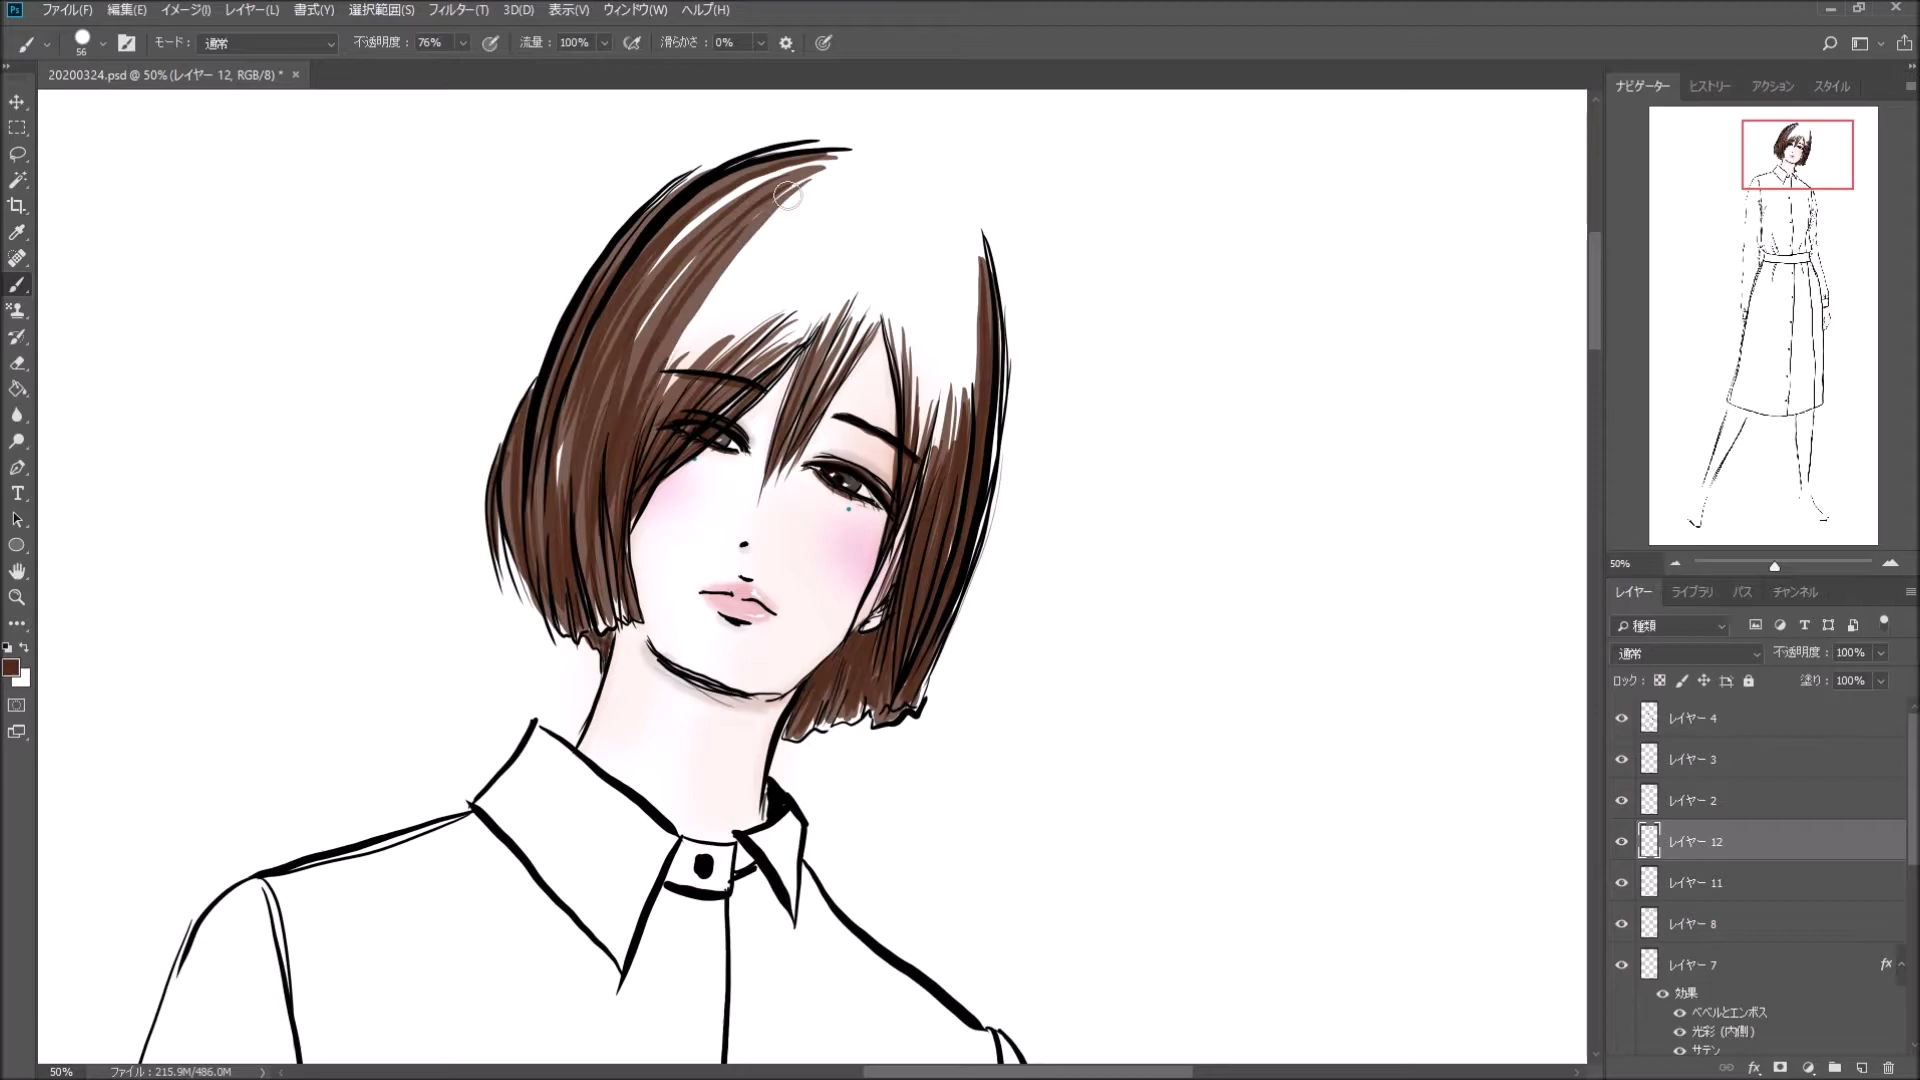 Ps ファイル(F) 編集(E) イメージ(I) レイヤー(L) 書式(Y) 選択範囲(S) フィルター(T) 3D(D) 表示(V) ウィンドウ(W) ヘルプ(H)
56 モード： 通常 不透明度： 76% 流量： 100% 滑らかさ： 0%
20200324.psd @ 50% (レイヤー 12, RGB/8) * ×
ナビゲーター ヒストリー アクション スタイル
50%
レイヤー ライブラリ パス チャンネル
種類
通常 不透明度： 100%
ロック： 塗り： 100%
レイヤー 4
レイヤー 3
レイヤー 2
レイヤー 12
レイヤー 11
レイヤー 8
レイヤー 7 fx
効果
ベベルとエンボス
光彩 (内側)
サテン
50% ファイル : 215.9M/486.0M
fx